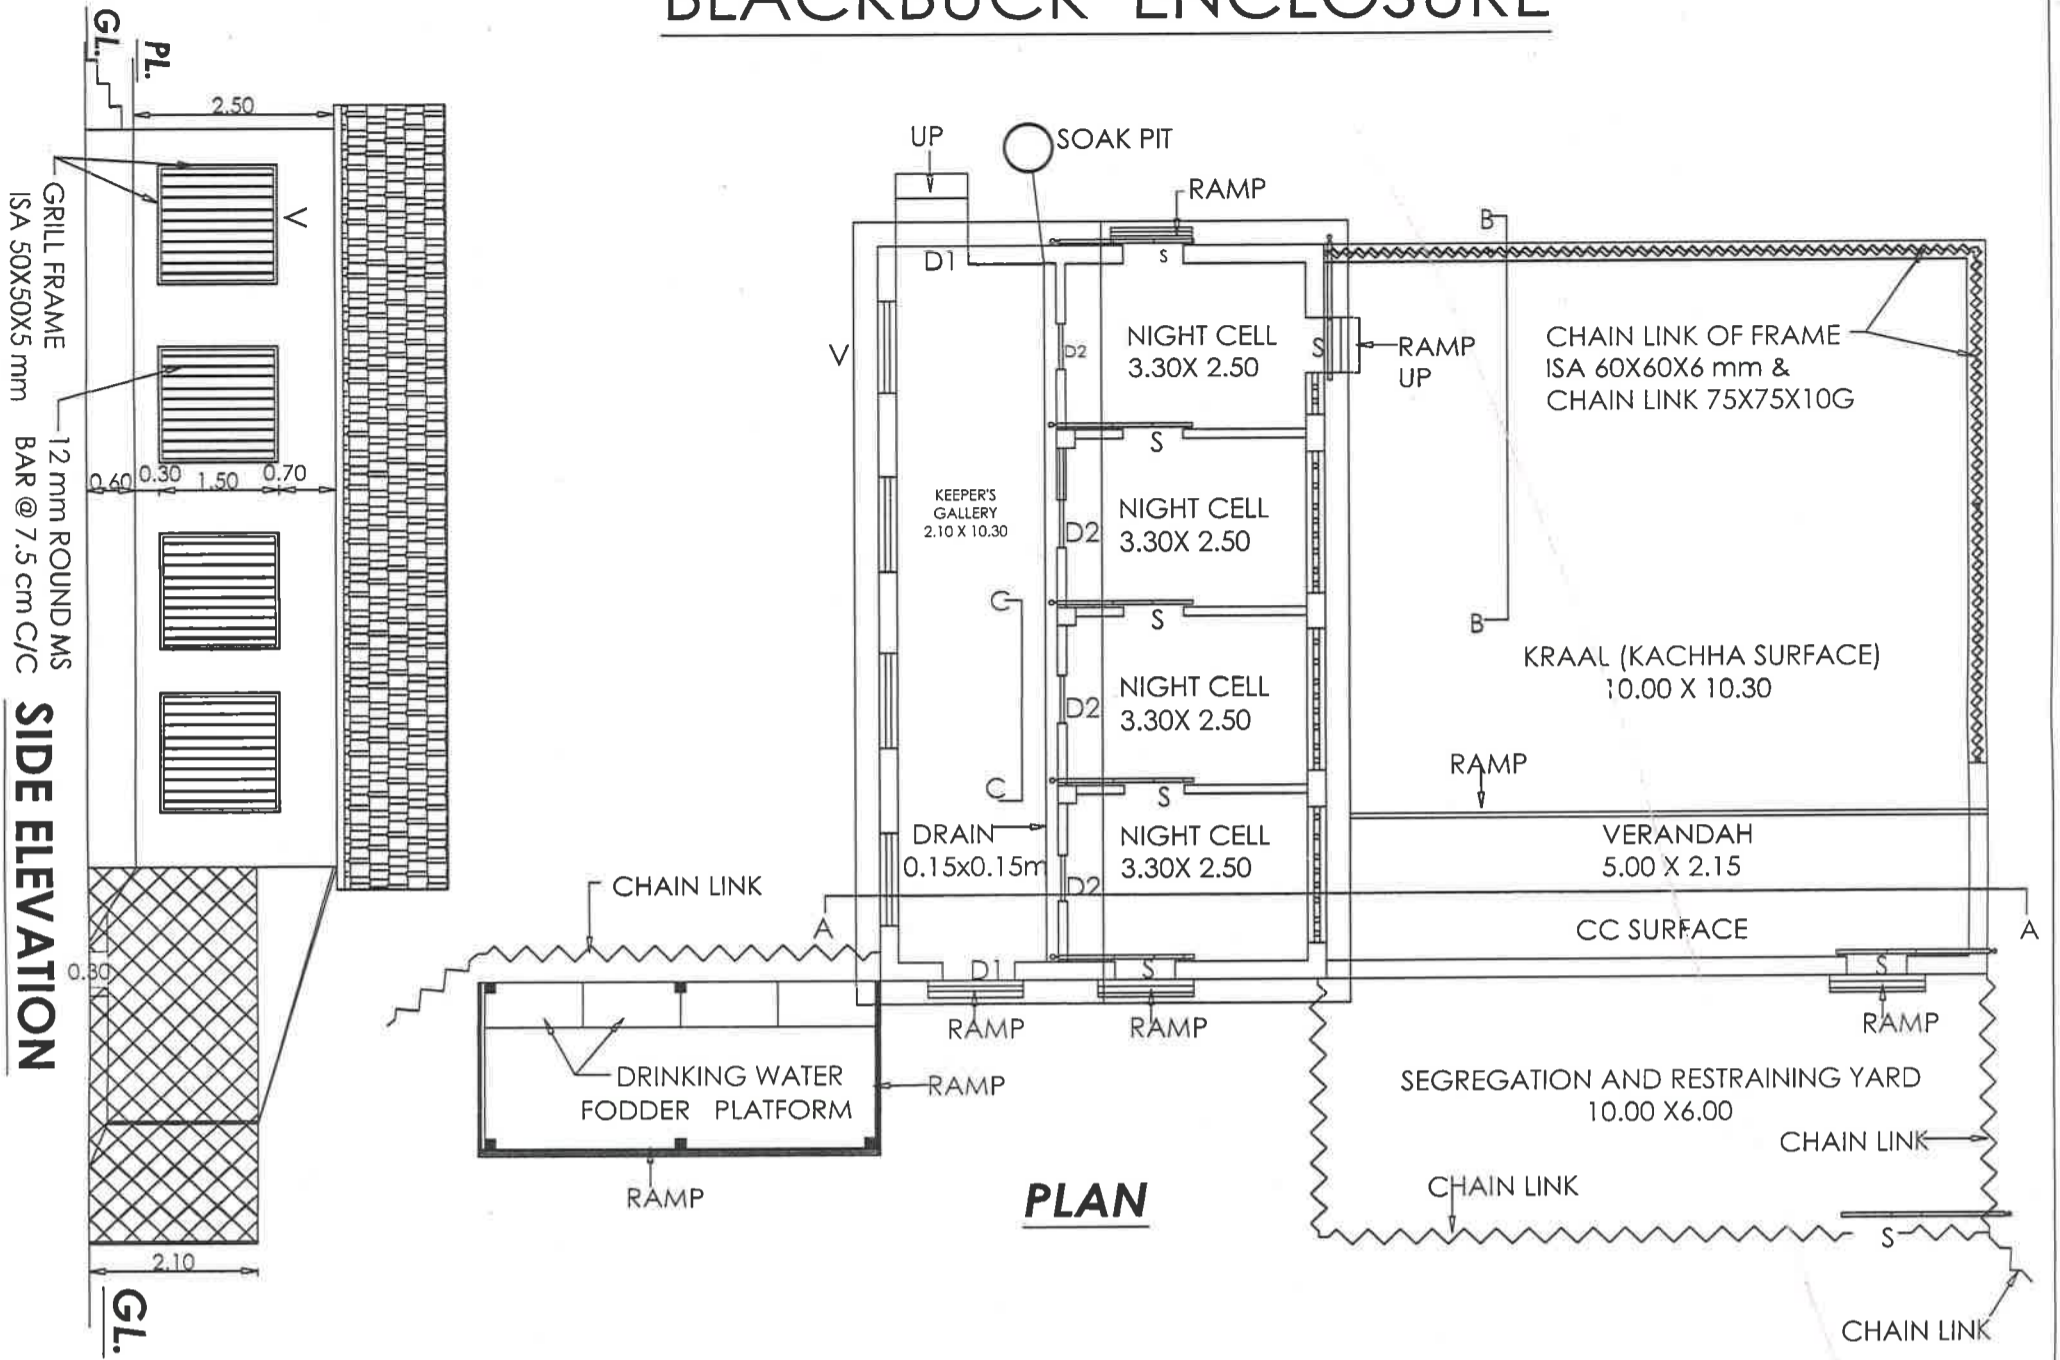 BLACKBUCK ENCLOSURE
GL.
PL.
2.50
V
GRILL FRAME
ISA 50X50X5 mm
12 mm ROUND MS
BAR @ 7.5 cm C/C
0.60
0.30
1.50
0.70
SIDE ELEVATION
0.30
2.10
GL.
UP
SOAK PIT
RAMP
D1
S
V
D2
NIGHT CELL
3.30X 2.50
S
RAMP
UP
S
KEEPER'S
GALLERY
2.10 X 10.30
D2
NIGHT CELL
3.30X 2.50
S
C
C
D2
NIGHT CELL
3.30X 2.50
S
DRAIN
0.15x0.15m
D2
NIGHT CELL
3.30X 2.50
B
B
CHAIN LINK OF FRAME
ISA 60X60X6 mm &
CHAIN LINK 75X75X10G
KRAAL (KACHHA SURFACE)
10.00 X 10.30
RAMP
VERANDAH
5.00 X 2.15
CC SURFACE
A
A
CHAIN LINK
D1
S
S
RAMP
RAMP
RAMP
DRINKING WATER
FODDER PLATFORM
RAMP
RAMP
SEGREGATION AND RESTRAINING YARD
10.00 X6.00
CHAIN LINK
CHAIN LINK
S
CHAIN LINK
PLAN